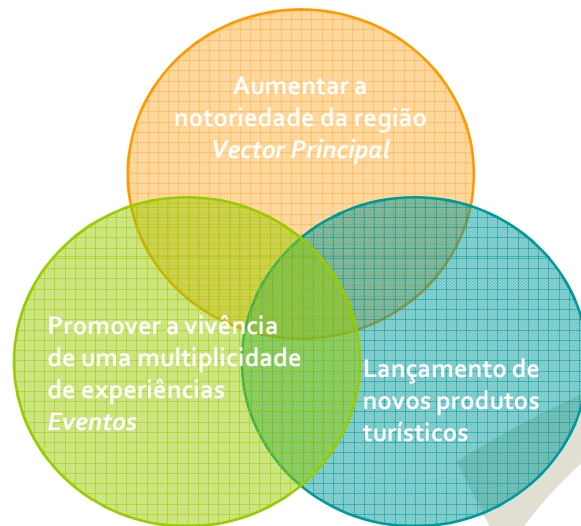 Aumentar a
notoriedade da região
Vector Principal
Promover a vivência
de uma multiplicidade
de experiências
Eventos
Lançamento de
novos produtos
turísticos